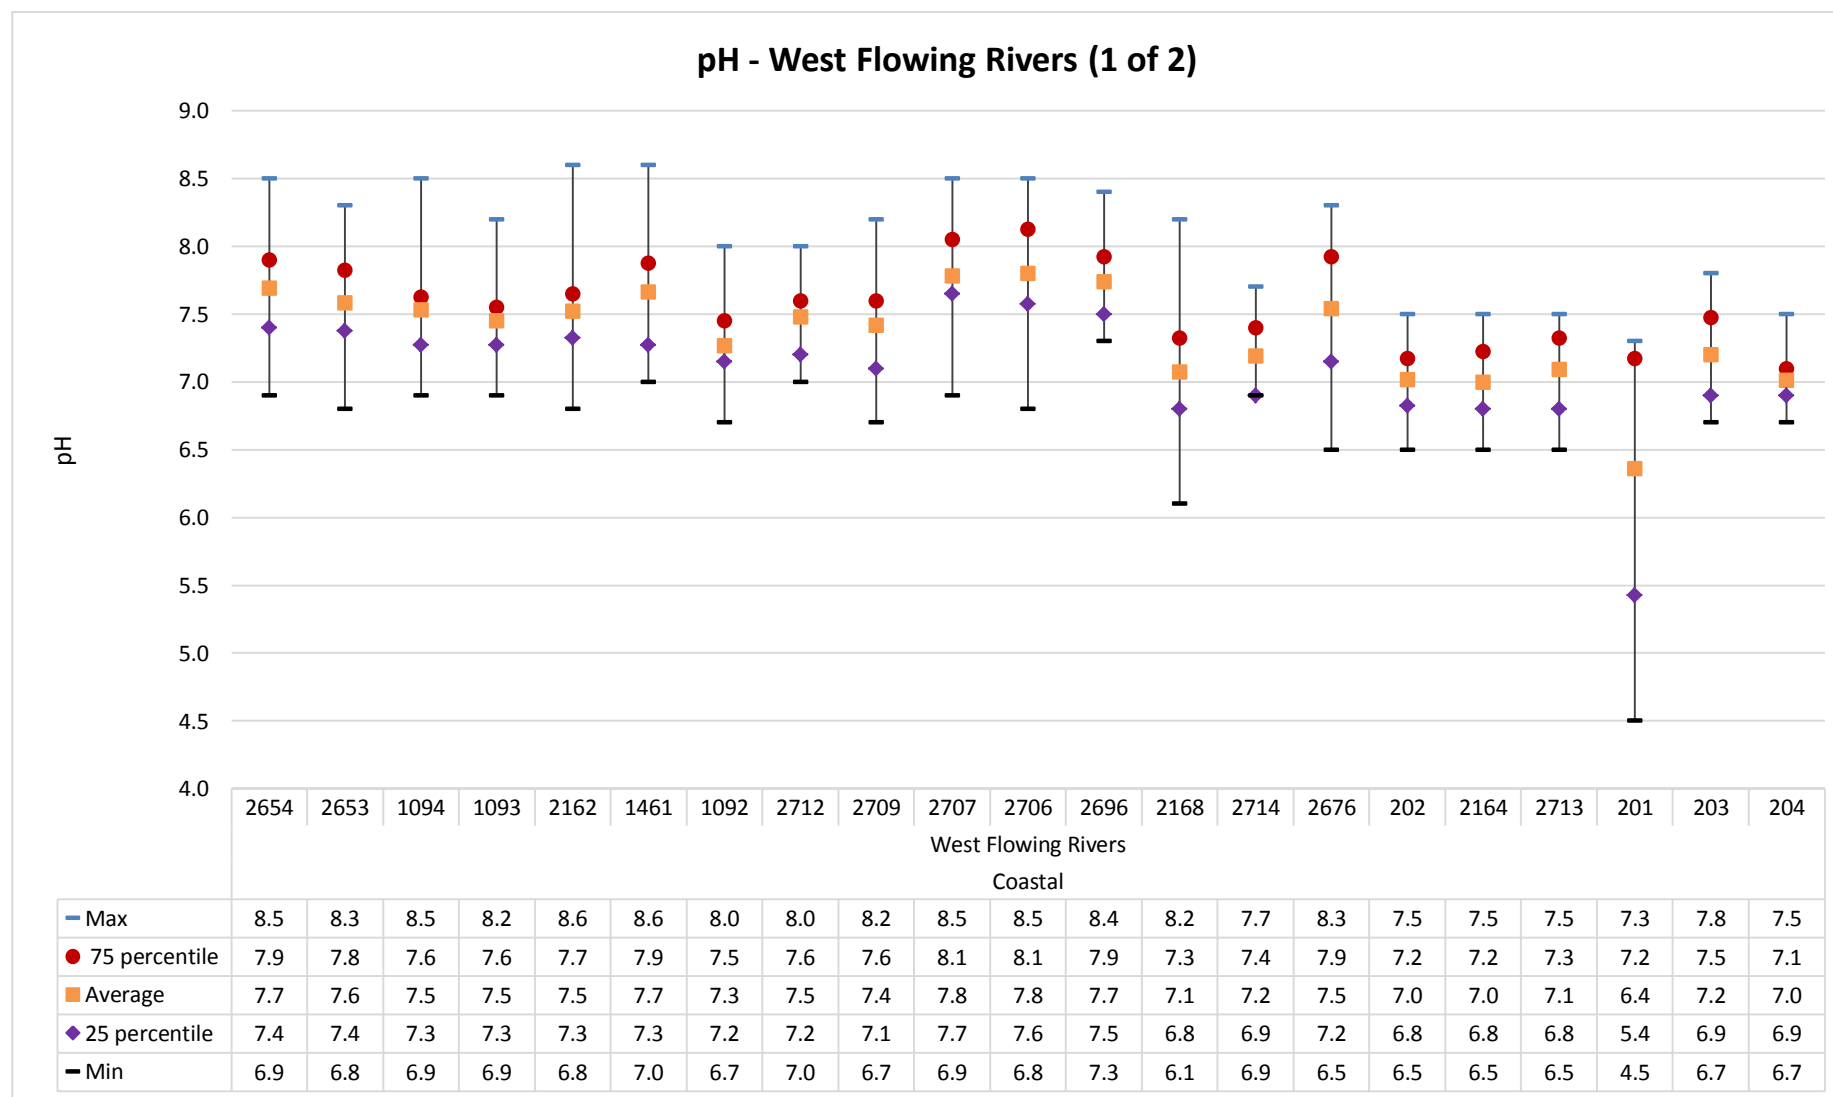 pH - West Flowing Rivers (1 of 2)
9.0
8.5
8.0
7.5
7.0
6.5
6.0
5.5
5.0
4.5
4.0
pH
2654 2653 1094 1093 2162 1461 1092 2712 2709 2707 2706 2696 2168 2714 2676 202 2164 2713 201 203 204
West Flowing Rivers
Coastal
Max 8.5 8.3 8.5 8.2 8.6 8.6 8.0 8.0 8.2 8.5 8.5 8.4 8.2 7.7 8.3 7.5 7.5 7.5 7.3 7.8 7.5
75 percentile 7.9 7.8 7.6 7.6 7.7 7.9 7.5 7.6 7.6 8.1 8.1 7.9 7.3 7.4 7.9 7.2 7.2 7.3 7.2 7.5 7.1
Average 7.7 7.6 7.5 7.5 7.5 7.7 7.3 7.5 7.4 7.8 7.8 7.7 7.1 7.2 7.5 7.0 7.0 7.1 6.4 7.2 7.0
25 percentile 7.4 7.4 7.3 7.3 7.3 7.3 7.2 7.2 7.1 7.7 7.6 7.5 6.8 6.9 7.2 6.8 6.8 6.8 5.4 6.9 6.9
Min 6.9 6.8 6.9 6.9 6.8 7.0 6.7 7.0 6.7 6.9 6.8 7.3 6.1 6.9 6.5 6.5 6.5 6.5 4.5 6.7 6.7